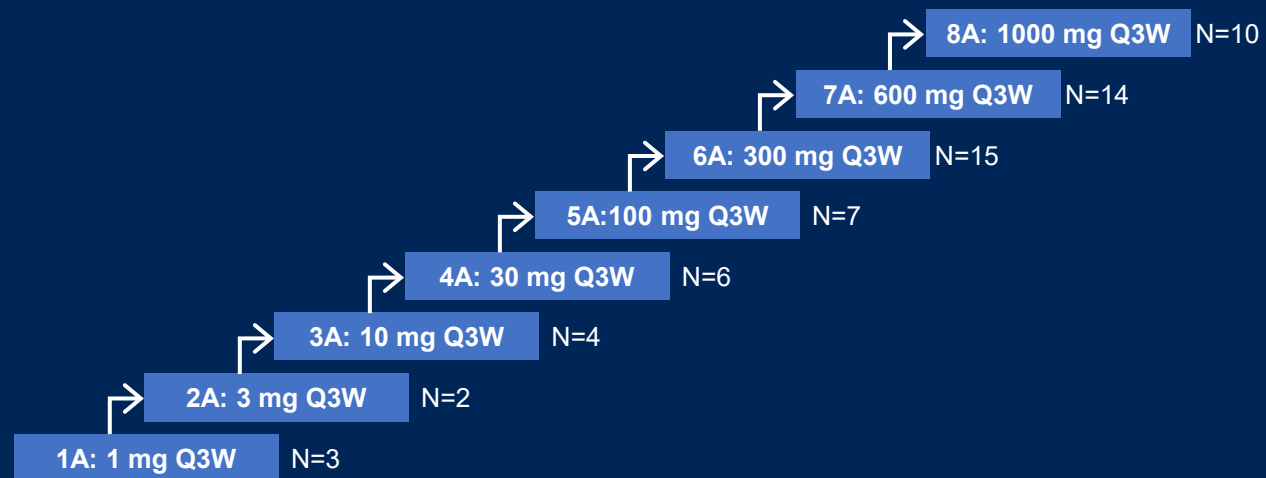 8A: 1000 mg Q3W N=10
7A: 600 mg Q3W N=14
6A: 300 mg Q3W N=15
5A:100 mg Q3W N=7
4A: 30 mg Q3W N=6
3A: 10 mg Q3W N=4
2A: 3 mg Q3W N=2
1A: 1 mg Q3W N=3